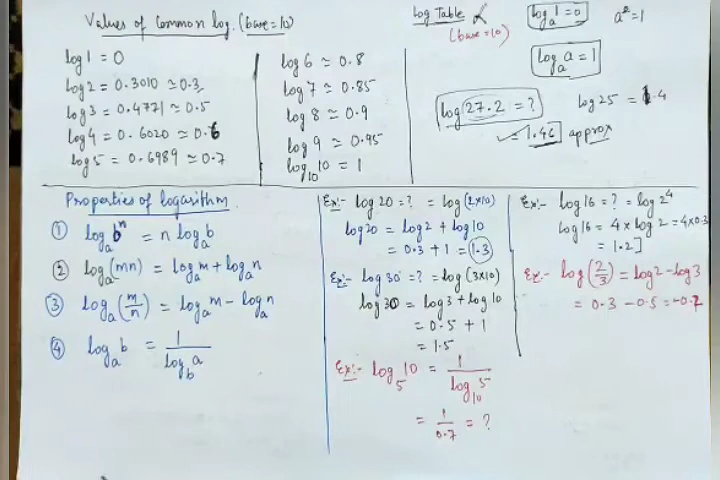 Values of common log. (base = 10)
log 1 = 0
log 2 = 0.3010 ≃ 0.3
log 3 = 0.4771 ≃ 0.5
log 4 = 0.6020 ≃ 0.6
log 5 = 0.6989 ≃ 0.7
log 6 ≃ 0.8
log 7 ≃ 0.85
log 8 ≃ 0.9
log 9 ≃ 0.95
log₁₀ 10 = 1
Log Table
(base = 10)
logₐ 1 = 0
a⁰ = 1
logₐ a = 1
log 27.2 = ?
= 1.46] approx
log 25 = 1.4
Properties of logarithm
① logₐ bⁿ = n logₐ b
② logₐ (mn) = logₐ m + logₐ n
③ logₐ (m/n) = logₐ m - logₐ n
④ logₐ b = 1/log_b a
Ex:- log 20 = ? = log (2×10)
log 20 = log 2 + log 10
= 0.3 + 1 = 1.3
Ex:- log 30 = ? = log (3×10)
log 30 = log 3 + log 10
= 0.5 + 1
= 1.5
Ex:- log₅ 10 = 1/log₁₀ 5
= 1/0.7 = ?
Ex:- log 16 = ? = log 2⁴
log 16 = 4 × log 2 = 4×0.3
= 1.2]
Ex:- log (2/3) = log 2 - log 3
= 0.3 - 0.5 = -0.2